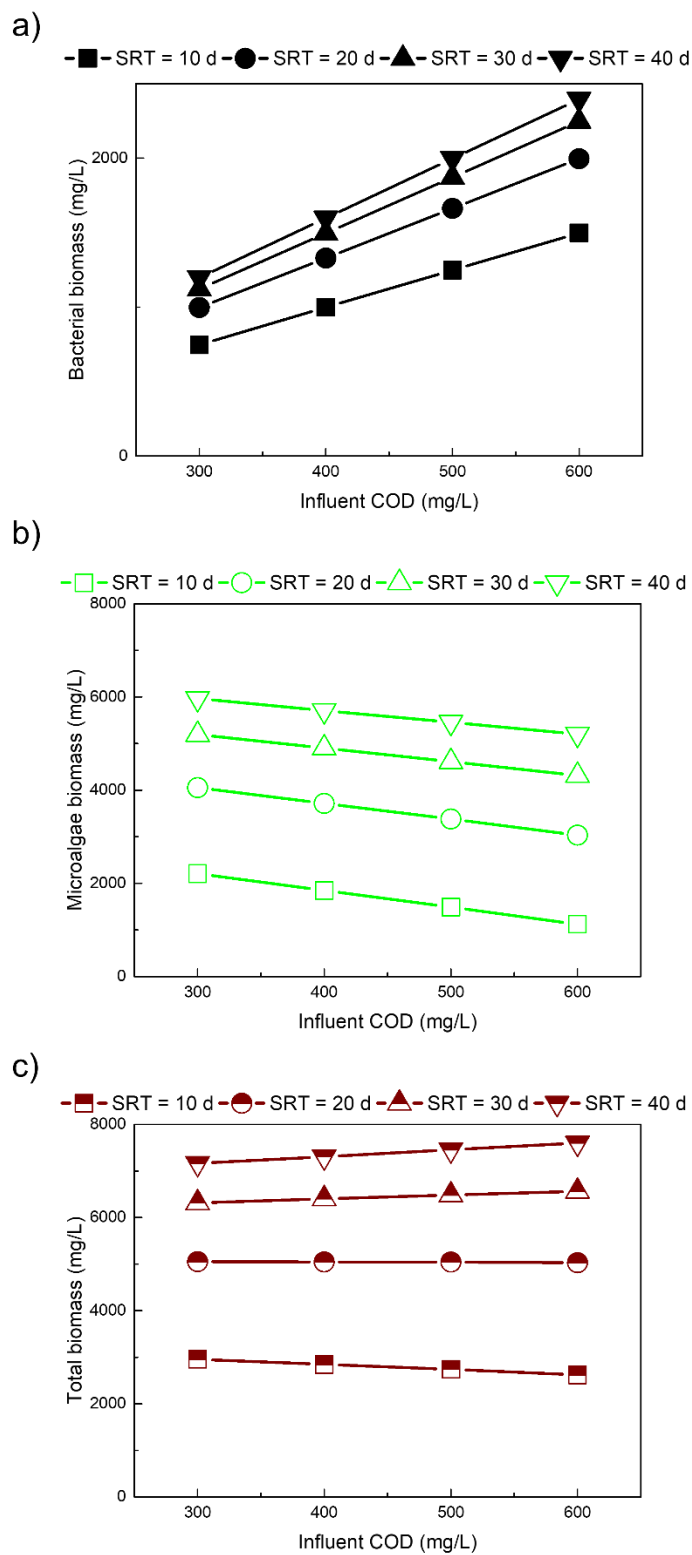 a)
SRT = 10 d SRT = 20 d SRT = 30 d SRT = 40 d
2000
0
Bacterial biomass (mg/L)
300 400 500 600
Influent COD (mg/L)
b)
SRT = 10 d SRT = 20 d SRT = 30 d SRT = 40 d
8000
6000
4000
2000
0
Microalgae biomass (mg/L)
300 400 500 600
Influent COD (mg/L)
c)
SRT = 10 d SRT = 20 d SRT = 30 d SRT = 40 d
8000
6000
4000
2000
0
Total biomass (mg/L)
300 400 500 600
Influent COD (mg/L)